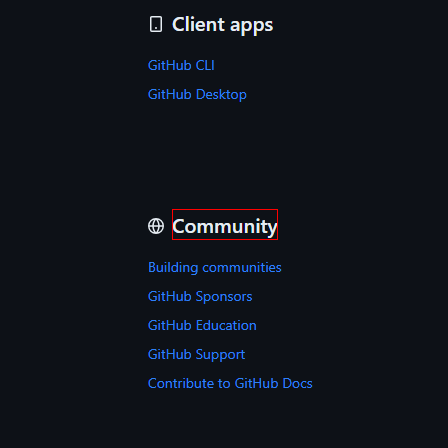 Client apps
GitHub CLI
GitHub Desktop
Community
Building communities
GitHub Sponsors
GitHub Education
GitHub Support
Contribute to GitHub Docs